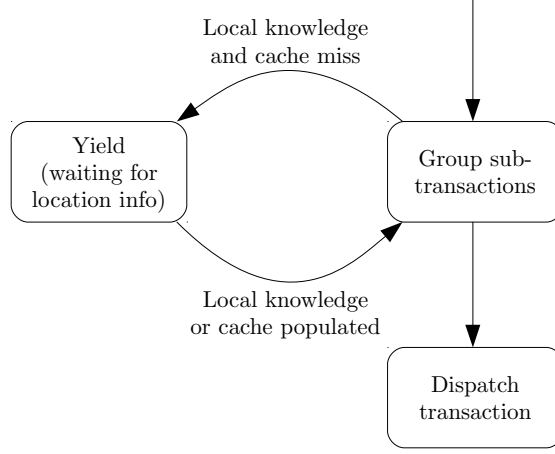 Local knowledge
and cache miss
Yield
(waiting for
location info)
Group sub-
transactions
Local knowledge
or cache populated
Dispatch
transaction